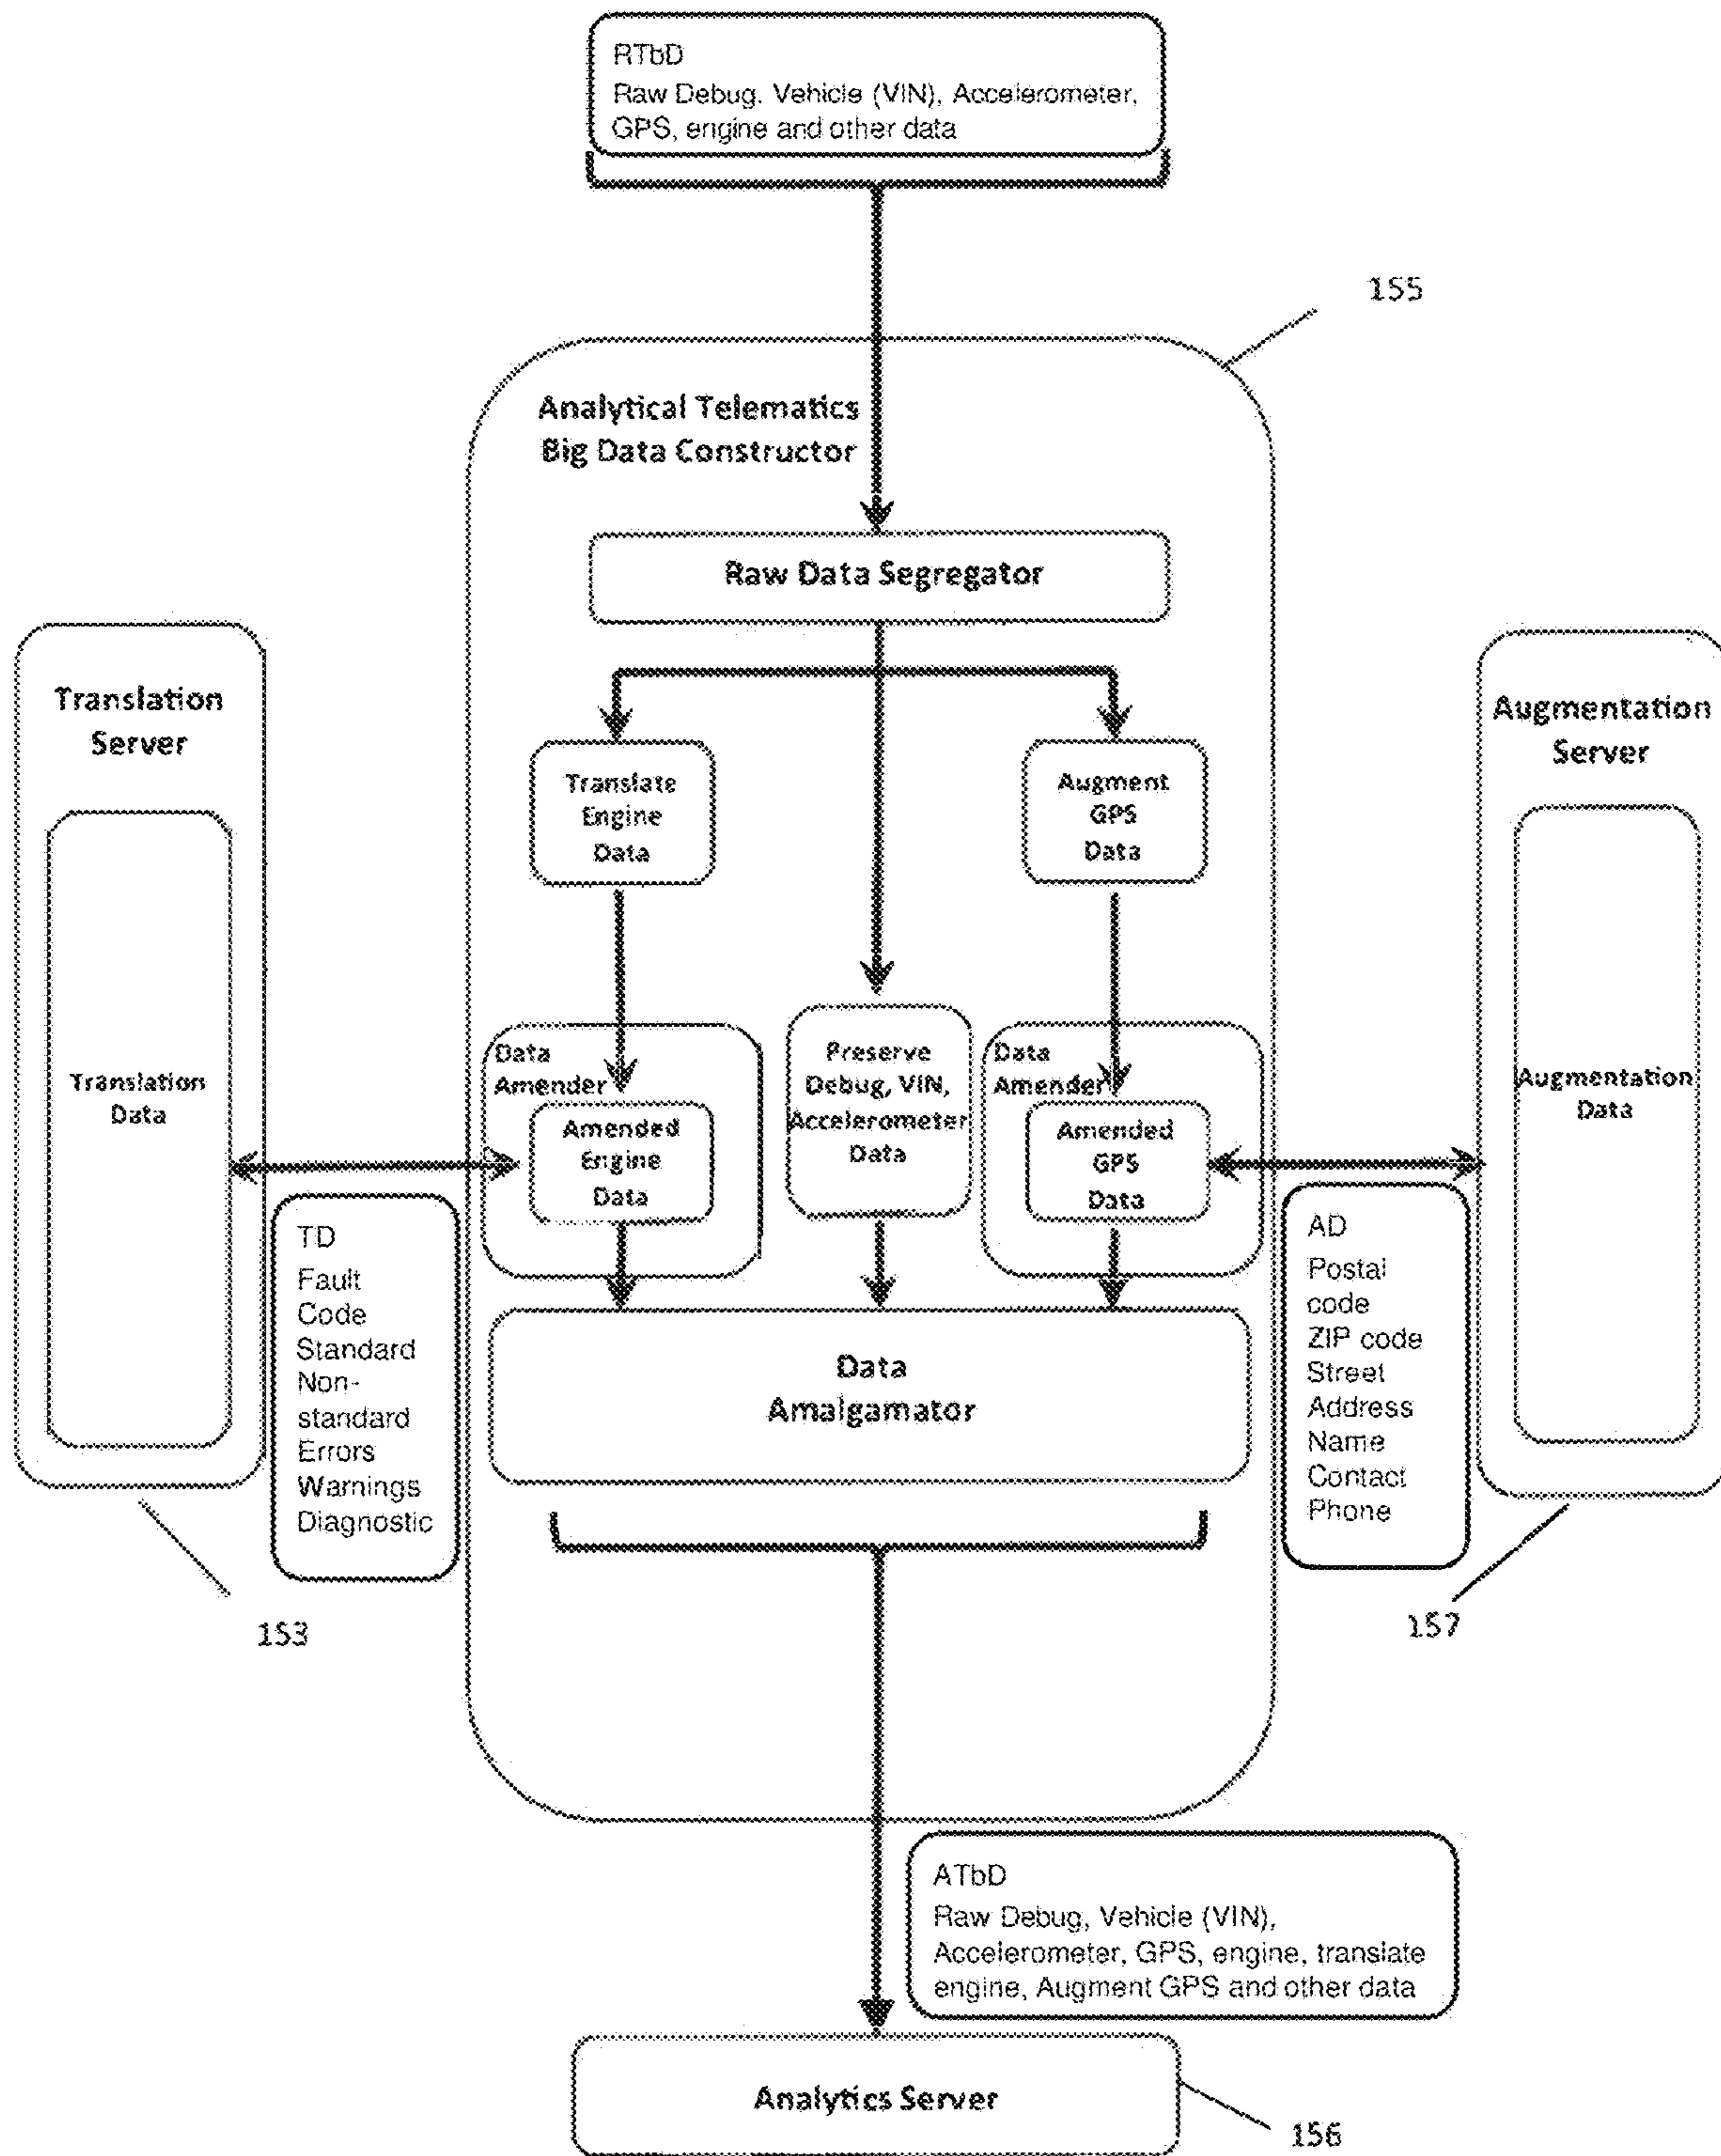 RTbD
Raw Debug. Vehicle (VIN), Accelerometer,
GPS, engine and other data
155
Analytical Telematics
Big Data Constructor
Raw Data Segregator
Translation
Server
Augmentation
Server
Translate
Engine
Data
Augment
GPS
Data
Translation
Data
Data
Amender
Amended
Engine
Data
Preserve
Debug, VIN,
Accelerometer
Data
Data
Amender
Amended
GPS
Data
Augmentation
Data
TD
Fault
Code
Standard
Non-
standard
Errors
Warnings
Diagnostic
AD
Postal
code
ZIP code
Street
Address
Name
Contact
Phone
Data
Amalgamator
153
157
ATbD
Raw Debug, Vehicle (VIN),
Accelerometer, GPS, engine, translate
engine, Augment GPS and other data
Analytics Server
156